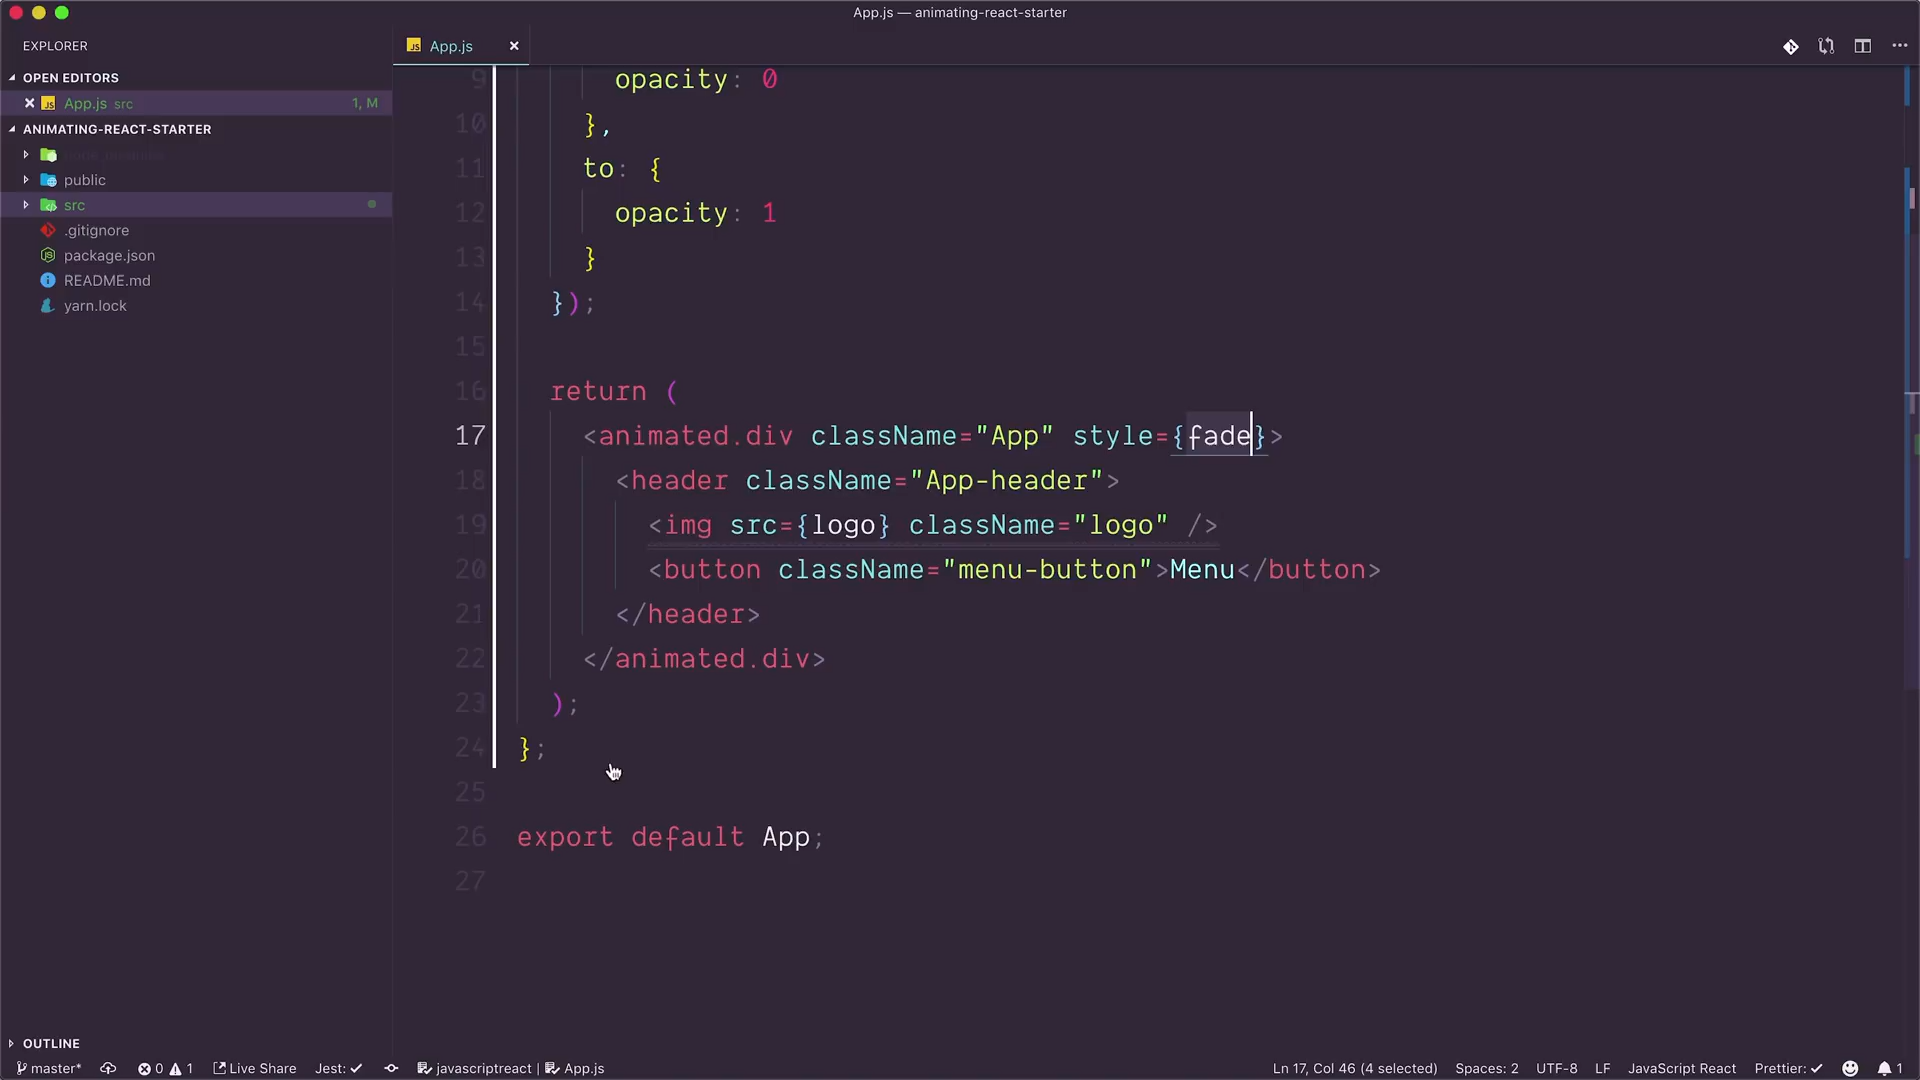 App.js — animating-react-starter
EXPLORER
OPEN EDITORS
App.js src 1, M
ANIMATING-REACT-STARTER
public
src
.gitignore
package.json
README.md
yarn.lock
OUTLINE
JS App.js
9 opacity: 0
10 },
11 to: {
12 opacity: 1
13 }
14 });
15
16 return (
17 <animated.div className="App" style={fade}>
18 <header className="App-header">
19 <img src={logo} className="logo" />
20 <button className="menu-button">Menu</button>
21 </header>
22 </animated.div>
23 );
24 };
25
26 export default App;
27
master* 0 1 Live Share Jest: javascriptreact | App.js Ln 17, Col 46 (4 selected) Spaces: 2 UTF-8 LF JavaScript React Prettier: 1